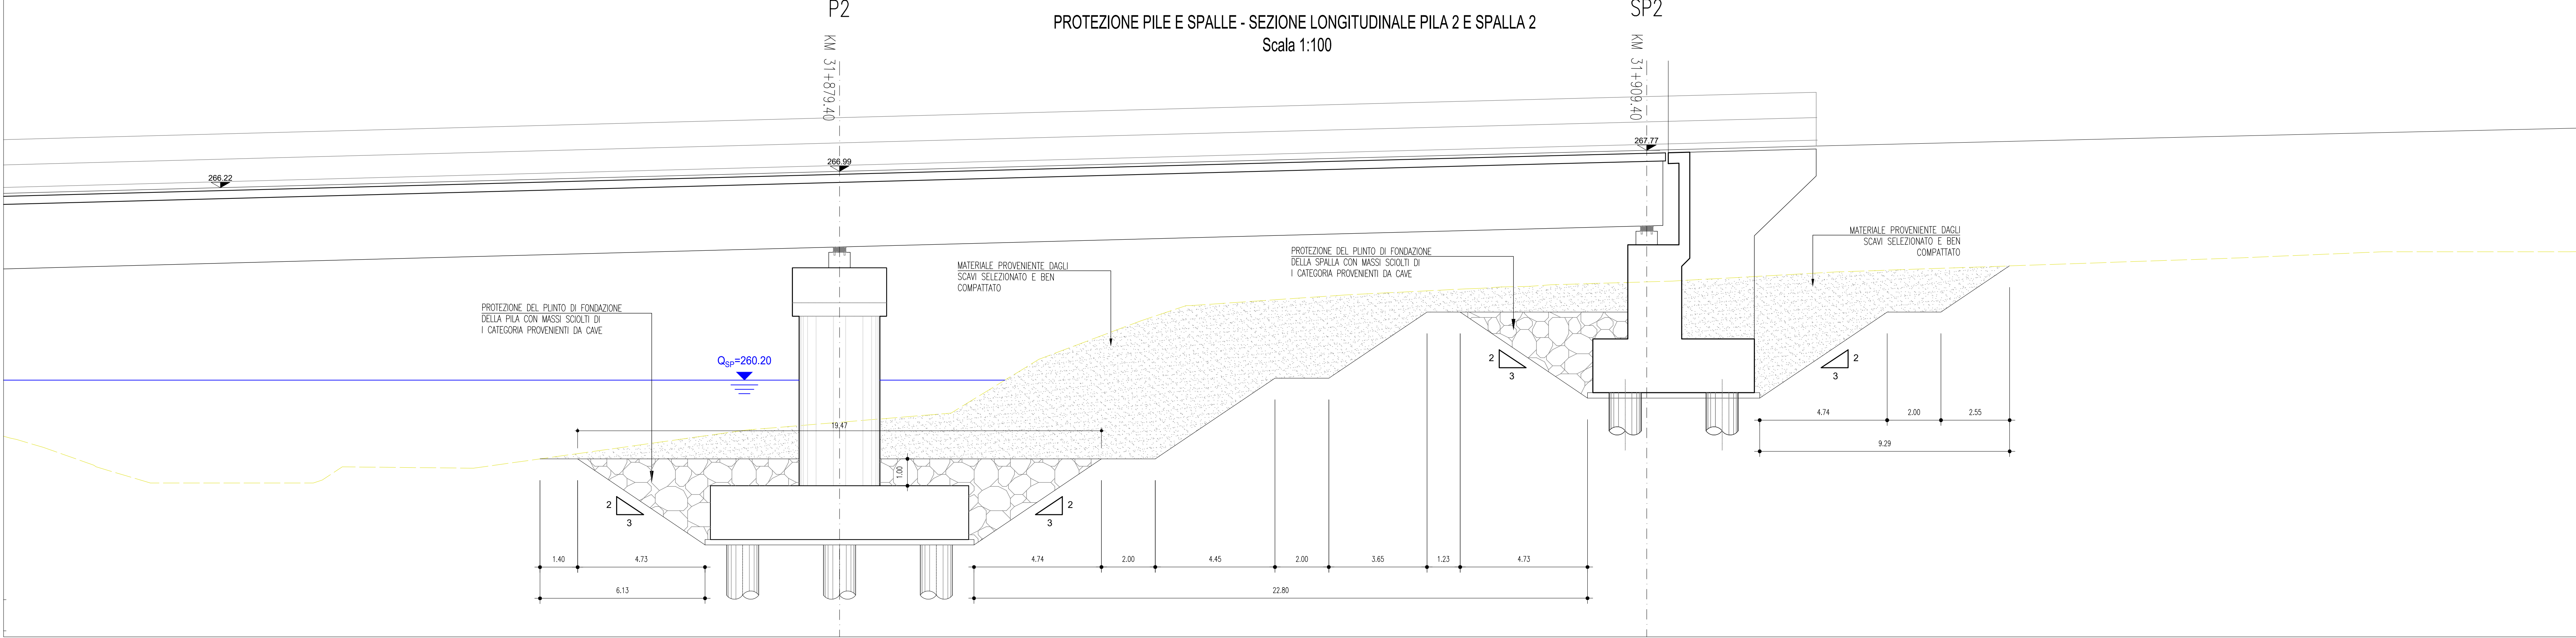 P2
SP2
PROTEZIONE PILE E SPALLE - SEZIONE LONGITUDINALE PILA 2 E SPALLA 2
Scala 1:100
KM 31+879.40
KM 31+909.40
266.22
266.99
267.77
PROTEZIONE DEL PLINTO DI FONDAZIONE
DELLA PILA CON MASSI SCIOLTI DI
I CATEGORIA PROVENIENTI DA CAVE
MATERIALE PROVENIENTE DAGLI
SCAVI SELEZIONATO E BEN
COMPATTATO
PROTEZIONE DEL PLINTO DI FONDAZIONE
DELLA SPALLA CON MASSI SCIOLTI DI
I CATEGORIA PROVENIENTI DA CAVE
MATERIALE PROVENIENTE DAGLI
SCAVI SELEZIONATO E BEN
COMPATTATO
QSP=260.20
2
3
2
3
4.74
2.00
2.55
9.29
19.47
1.00
2
3
2
3
1.40
4.73
6.13
4.74
2.00
4.45
2.00
3.65
1.23
4.73
22.80